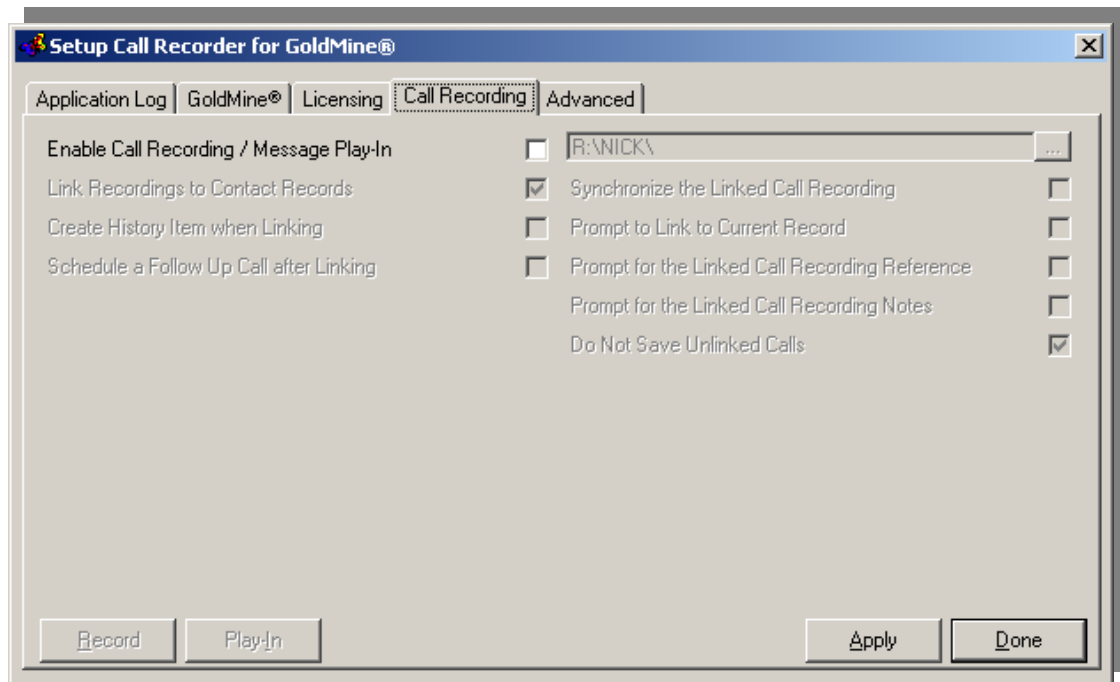 Setup Call Recorder for GoldMine®
Application Log GoldMine® Licensing Call Recording Advanced
Enable Call Recording / Message Play-In R:\NICK\ ...
Link Recordings to Contact Records Synchronize the Linked Call Recording
Create History Item when Linking Prompt to Link to Current Record
Schedule a Follow Up Call after Linking Prompt for the Linked Call Recording Reference
Prompt for the Linked Call Recording Notes
Do Not Save Unlinked Calls
Record Play-In Apply Done